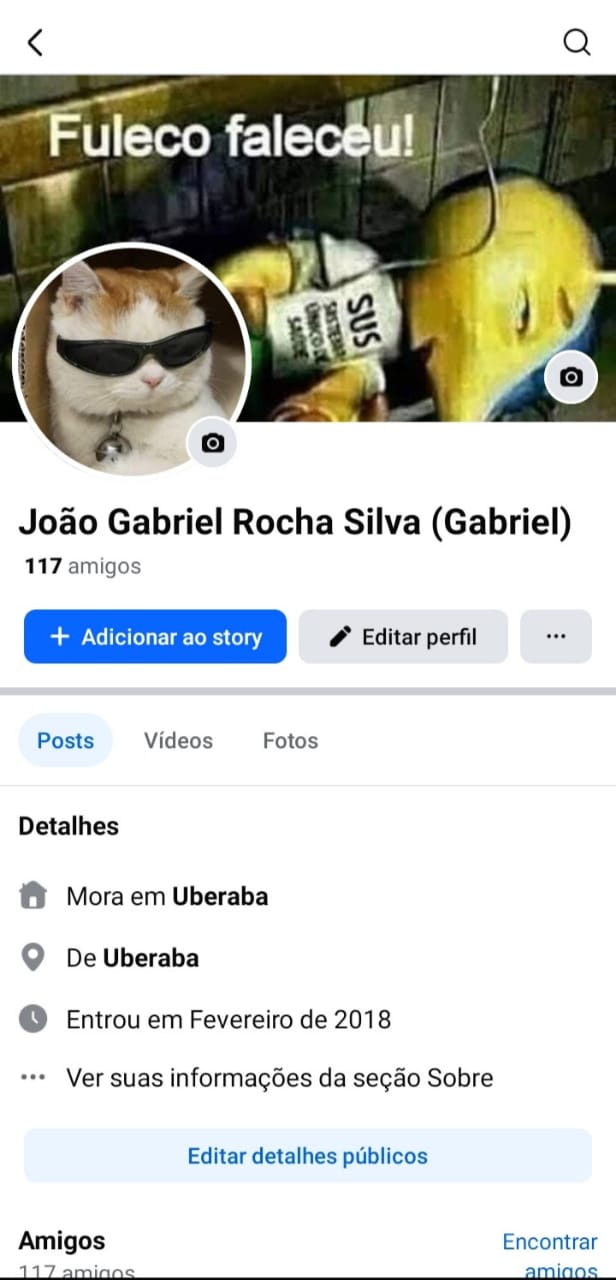 Fuleco faleceu!
SUS
SISTEMA
ÚNICO DE
SAÚDE
João Gabriel Rocha Silva (Gabriel)
117 amigos
+ Adicionar ao story
Editar perfil
Posts
Vídeos
Fotos
Detalhes
Mora em Uberaba
De Uberaba
Entrou em Fevereiro de 2018
Ver suas informações da seção Sobre
Editar detalhes públicos
Amigos
Encontrar
amigos
117 amigos